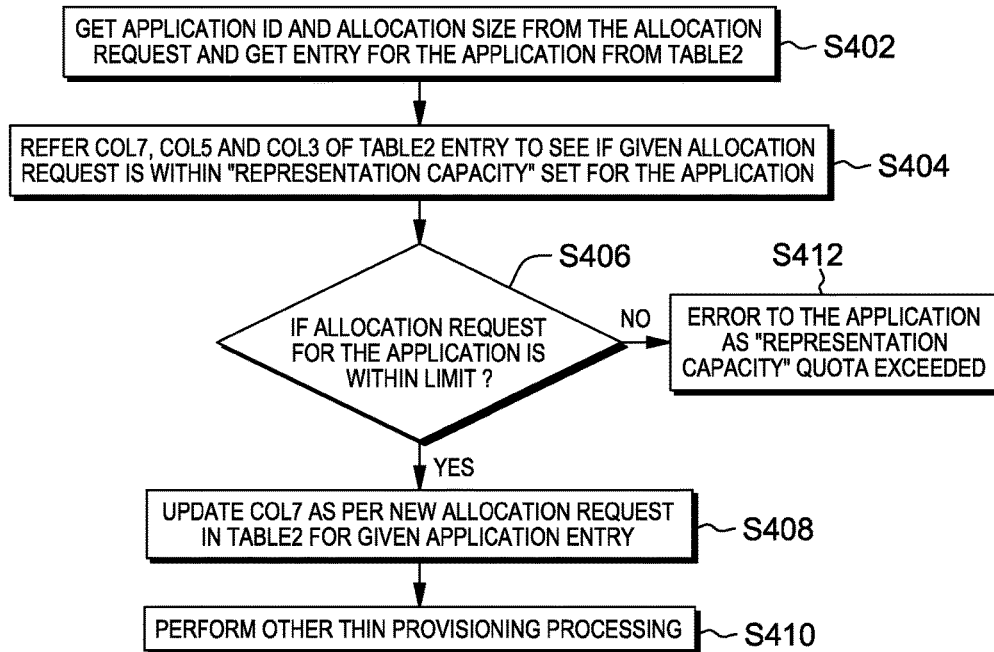 GET APPLICATION ID AND ALLOCATION SIZE FROM THE ALLOCATION
REQUEST AND GET ENTRY FOR THE APPLICATION FROM TABLE2
S402
REFER COL7, COL5 AND COL3 OF TABLE2 ENTRY TO SEE IF GIVEN ALLOCATION
REQUEST IS WITHIN "REPRESENTATION CAPACITY" SET FOR THE APPLICATION
S404
S406
IF ALLOCATION REQUEST
FOR THE APPLICATION IS
WITHIN LIMIT ?
NO
S412
ERROR TO THE APPLICATION
AS "REPRESENTATION
CAPACITY" QUOTA EXCEEDED
YES
UPDATE COL7 AS PER NEW ALLOCATION REQUEST
IN TABLE2 FOR GIVEN APPLICATION ENTRY
S408
PERFORM OTHER THIN PROVISIONING PROCESSING
S410